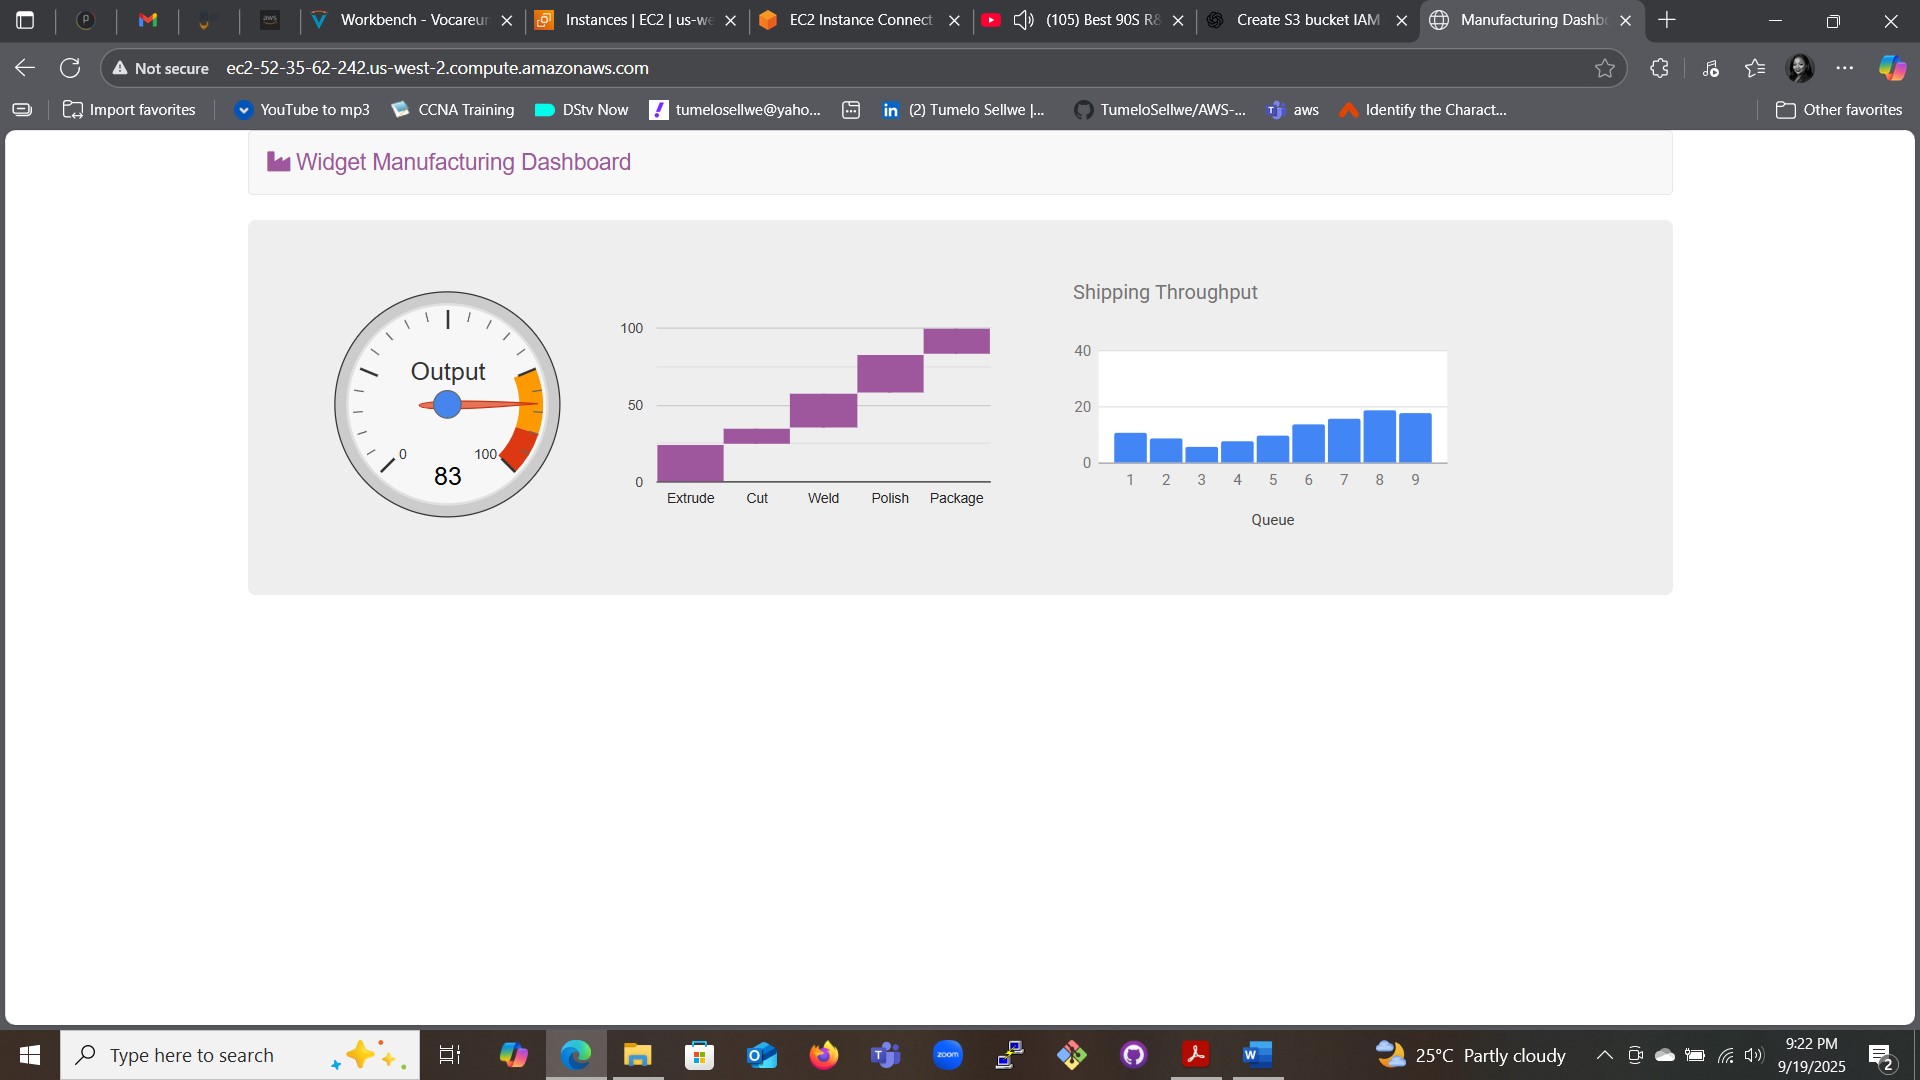 Workbench - Vocareum
Instances | EC2 | us-we
EC2 Instance Connect
(105) Best 90S R&
Create S3 bucket IAM
Manufacturing Dashb
Not secure
ec2-52-35-62-242.us-west-2.compute.amazonaws.com
Import favorites
YouTube to mp3
CCNA Training
DStv Now
tumelosellwe@yaho...
(2) Tumelo Sellwe |...
TumeloSellwe/AWS-...
aws
Identify the Charact...
Other favorites
Widget Manufacturing Dashboard
Output
0
100
83
100
50
0
Extrude
Cut
Weld
Polish
Package
Shipping Throughput
40
20
0
1 2 3 4 5 6 7 8 9
Queue
Type here to search
zoom
25°C Partly cloudy
9:22 PM
9/19/2025
2